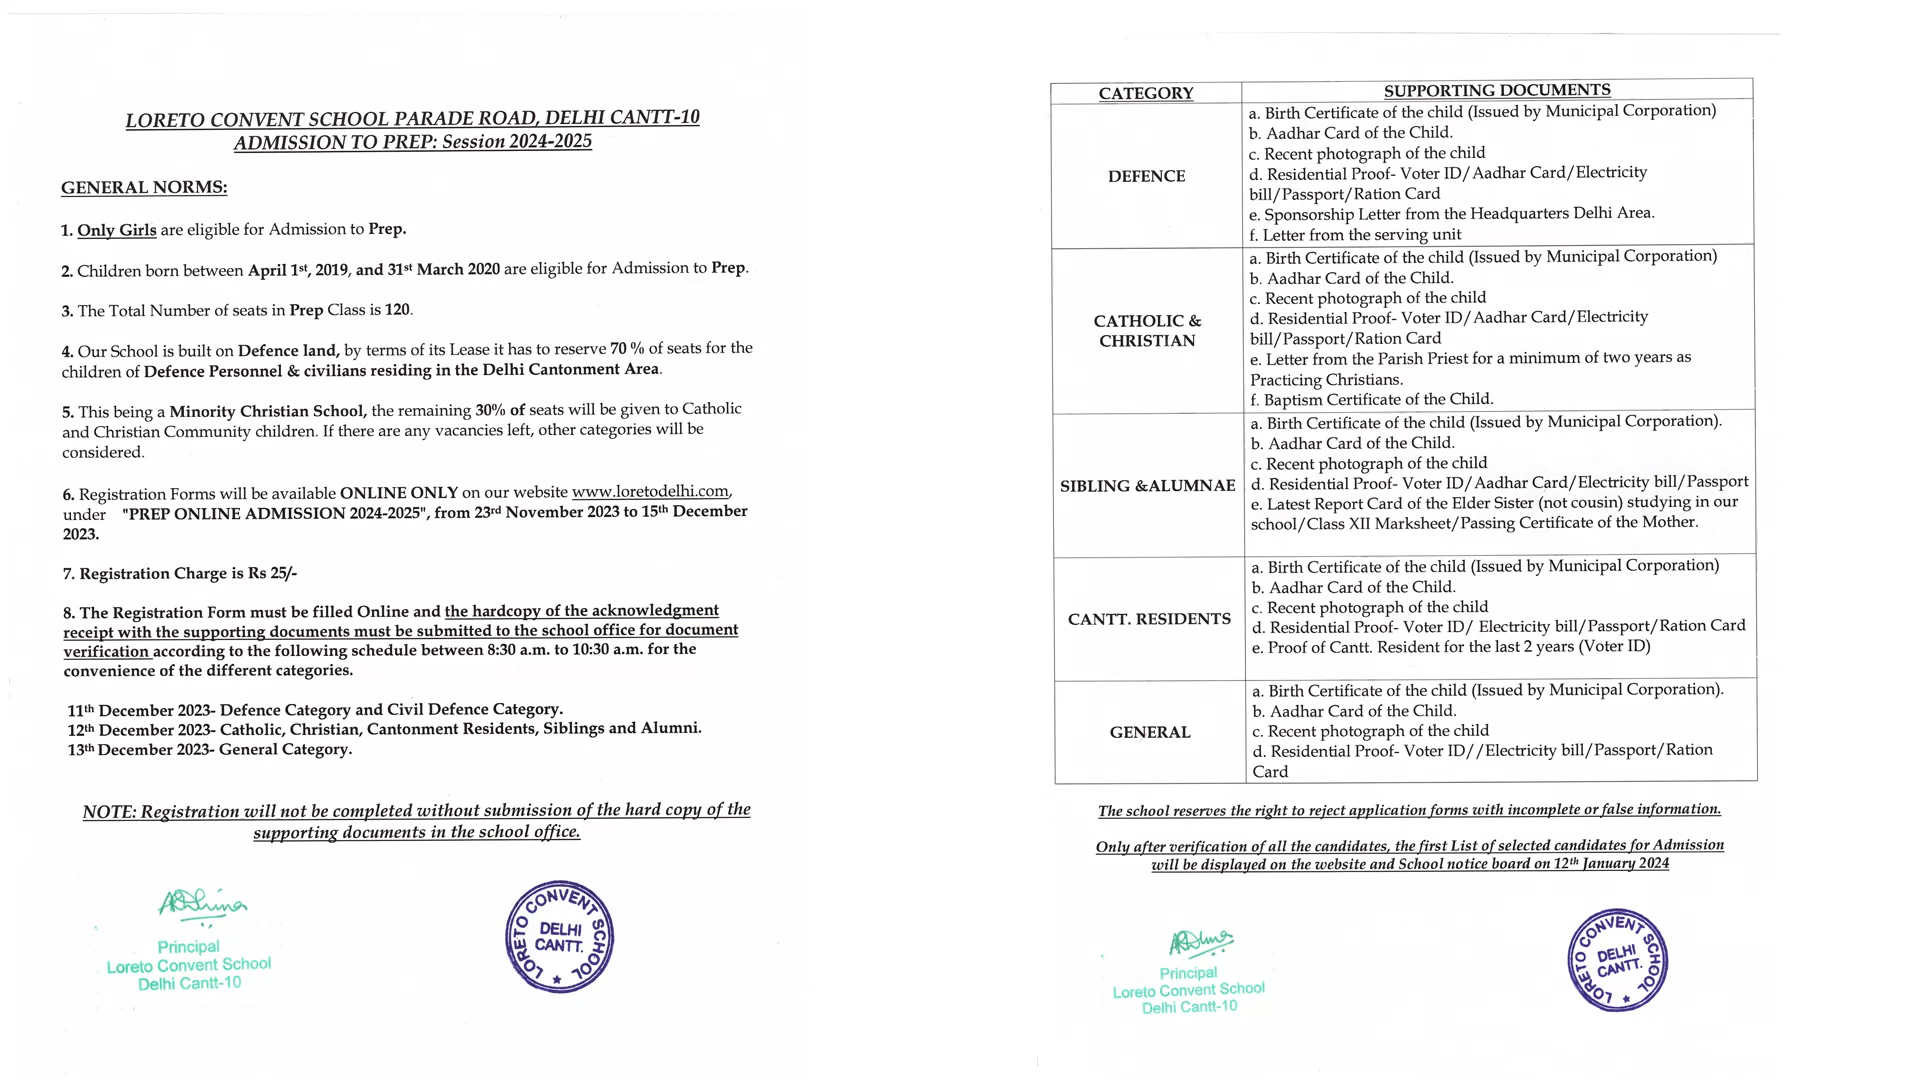 LORETO CONVENT SCHOOL PARADE ROAD, DELHI CANTT-10
ADMISSION TO PREP: Session 2024-2025
GENERAL NORMS:
1. Only Girls are eligible for Admission to Prep.
2. Children born between April 1st, 2019, and 31st March 2020 are eligible for Admission to Prep.
3. The Total Number of seats in Prep Class is 120.
4. Our School is built on Defence land, by terms of its Lease it has to reserve 70 % of seats for the
children of Defence Personnel & civilians residing in the Delhi Cantonment Area.
5. This being a Minority Christian School, the remaining 30% of seats will be given to Catholic
and Christian Community children. If there are any vacancies left, other categories will be
considered.
6. Registration Forms will be available ONLINE ONLY on our website www.loretodelhi.com,
under "PREP ONLINE ADMISSION 2024-2025", from 23rd November 2023 to 15th December
2023.
7. Registration Charge is Rs 25/-
8. The Registration Form must be filled Online and the hardcopy of the acknowledgment
receipt with the supporting documents must be submitted to the school office for document
verification according to the following schedule between 8:30 a.m. to 10:30 a.m. for the
convenience of the different categories.
11th December 2023- Defence Category and Civil Defence Category.
12th December 2023- Catholic, Christian, Cantonment Residents, Siblings and Alumni.
13th December 2023- General Category.
NOTE: Registration will not be completed without submission of the hard copy of the
supporting documents in the school office.
Principal
Loreto Convent School
Delhi Cantt-10
LORETO CONVENT SCHOOL
DELHI
CANTT.
CATEGORY SUPPORTING DOCUMENTS
DEFENCE
a. Birth Certificate of the child (Issued by Municipal Corporation)
b. Aadhar Card of the Child.
c. Recent photograph of the child
d. Residential Proof- Voter ID/Aadhar Card/Electricity
bill/Passport/Ration Card
e. Sponsorship Letter from the Headquarters Delhi Area.
f. Letter from the serving unit
CATHOLIC &
CHRISTIAN
a. Birth Certificate of the child (Issued by Municipal Corporation)
b. Aadhar Card of the Child.
c. Recent photograph of the child
d. Residential Proof- Voter ID/Aadhar Card/Electricity
bill/Passport/Ration Card
e. Letter from the Parish Priest for a minimum of two years as
Practicing Christians.
f. Baptism Certificate of the Child.
SIBLING &ALUMNAE
a. Birth Certificate of the child (Issued by Municipal Corporation).
b. Aadhar Card of the Child.
c. Recent photograph of the child
d. Residential Proof- Voter ID/Aadhar Card/Electricity bill/Passport
e. Latest Report Card of the Elder Sister (not cousin) studying in our
school/Class XII Marksheet/Passing Certificate of the Mother.
CANTT. RESIDENTS
a. Birth Certificate of the child (Issued by Municipal Corporation)
b. Aadhar Card of the Child.
c. Recent photograph of the child
d. Residential Proof- Voter ID/ Electricity bill/Passport/Ration Card
e. Proof of Cantt. Resident for the last 2 years (Voter ID)
GENERAL
a. Birth Certificate of the child (Issued by Municipal Corporation).
b. Aadhar Card of the Child.
c. Recent photograph of the child
d. Residential Proof- Voter ID//Electricity bill/Passport/Ration
Card
The school reserves the right to reject application forms with incomplete or false information.
Only after verification of all the candidates, the first List of selected candidates for Admission
will be displayed on the website and School notice board on 12th January 2024
Principal
Loreto Convent School
Delhi Cantt-10
LORETO CONVENT SCHOOL
DELHI
CANTT.